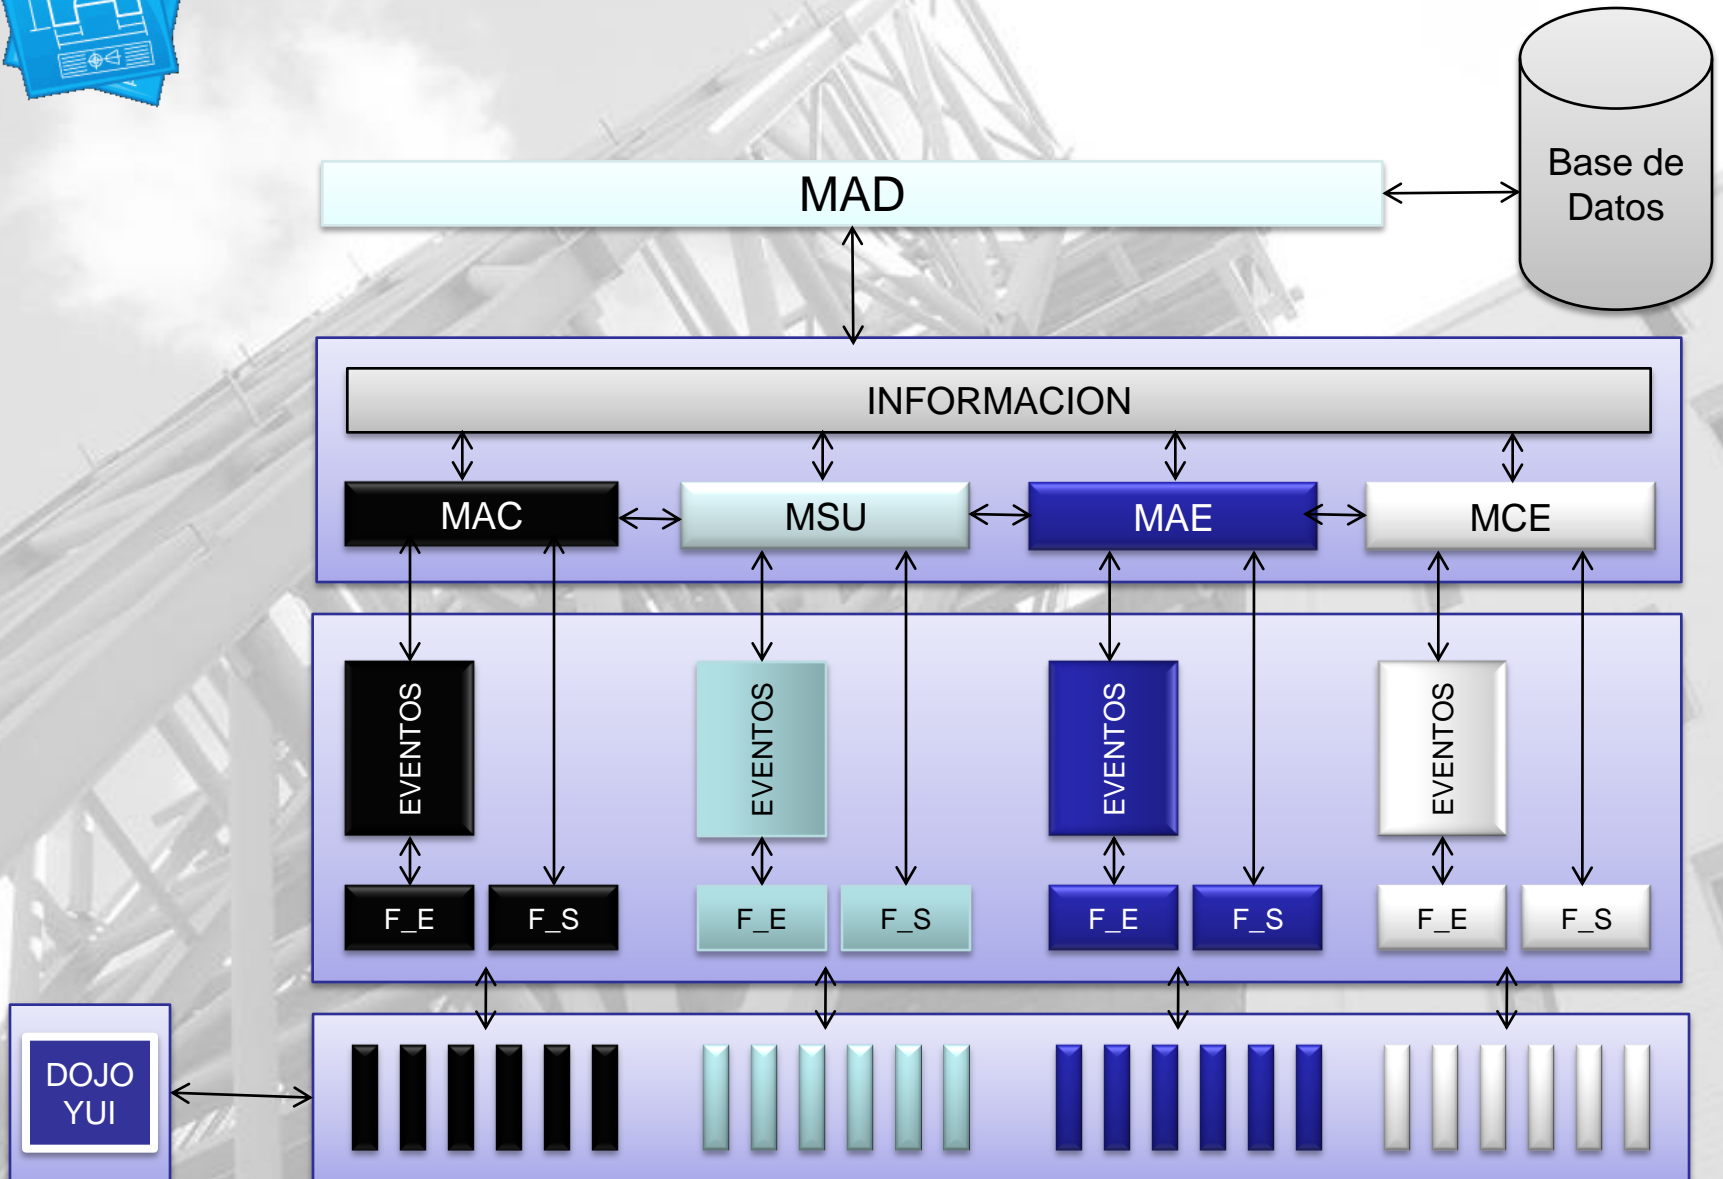 Base de
Datos
MAD
INFORMACION
MAC
MSU
MAE
MCE
EVENTOS
EVENTOS
EVENTOS
EVENTOS
F_E
F_S
F_E
F_S
F_E
F_S
F_E
F_S
DOJO
YUI